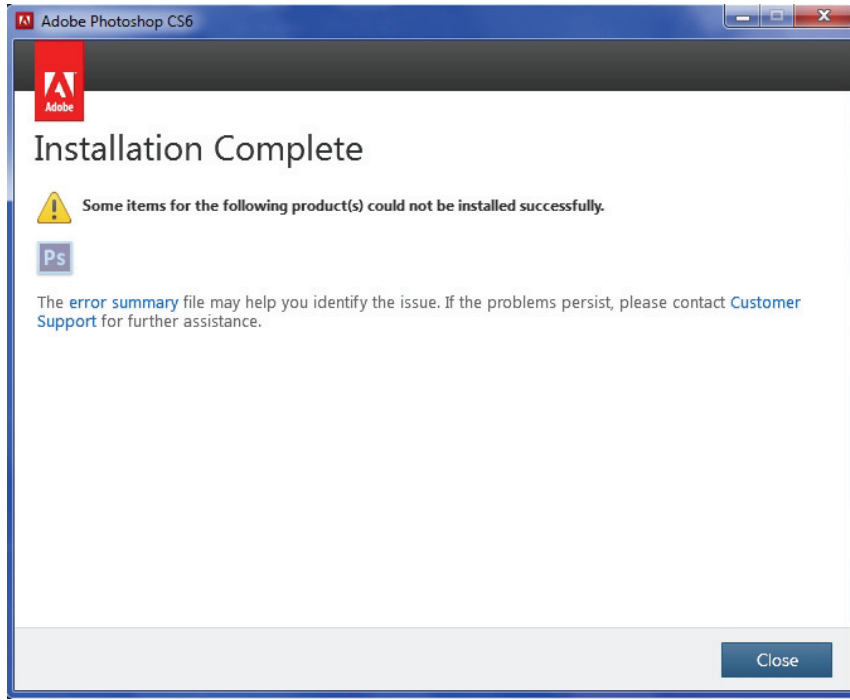 Adobe Photoshop CS6
Adobe
Installation Complete
Some items for the following product(s) could not be installed successfully.
Ps
The error summary file may help you identify the issue. If the problems persist, please contact Customer
Support for further assistance.
Close